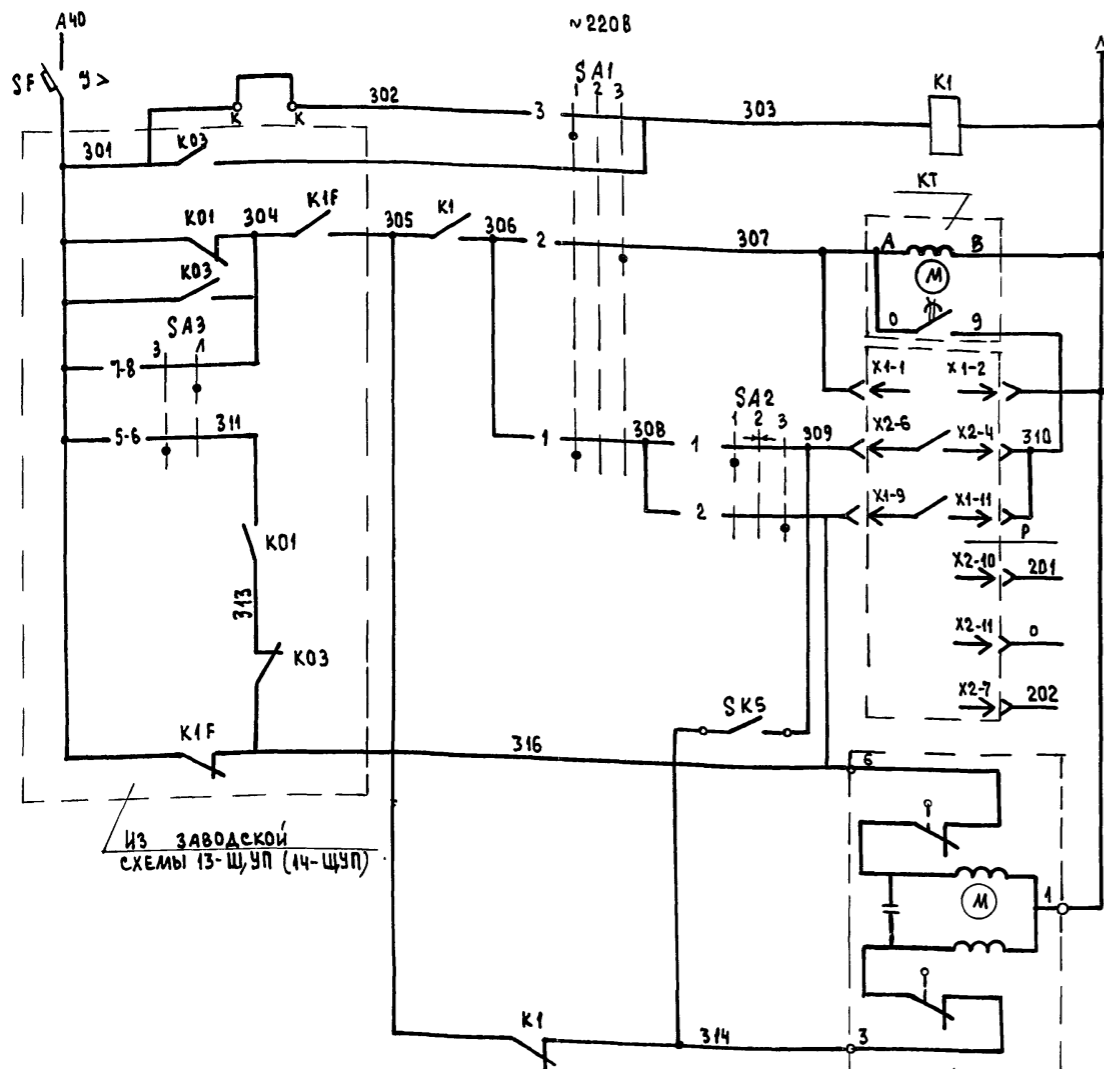 A40
~220В
N
SF
У>
SA1
1 2 3
K1
К К
302
3
303
301
K03
KT
K01
304
K1F
305
K1
306
2
307
A
B
M
K03
0
9
SA3
3
Л
7-8
X1-1
X1-2
5-6
311
SA2
1 2 3
1
308
1
309
X2-6
X2-4
310
2
X1-9
X1-11
P
K01
X2-10
201
313
X2-11
0
K03
X2-7
202
SK5
K1F
316
6
ИЗ ЗАВОДСКОЙ
СХЕМЫ 13-ЩУП (14-ЩУП)
M
1
K1
314
3